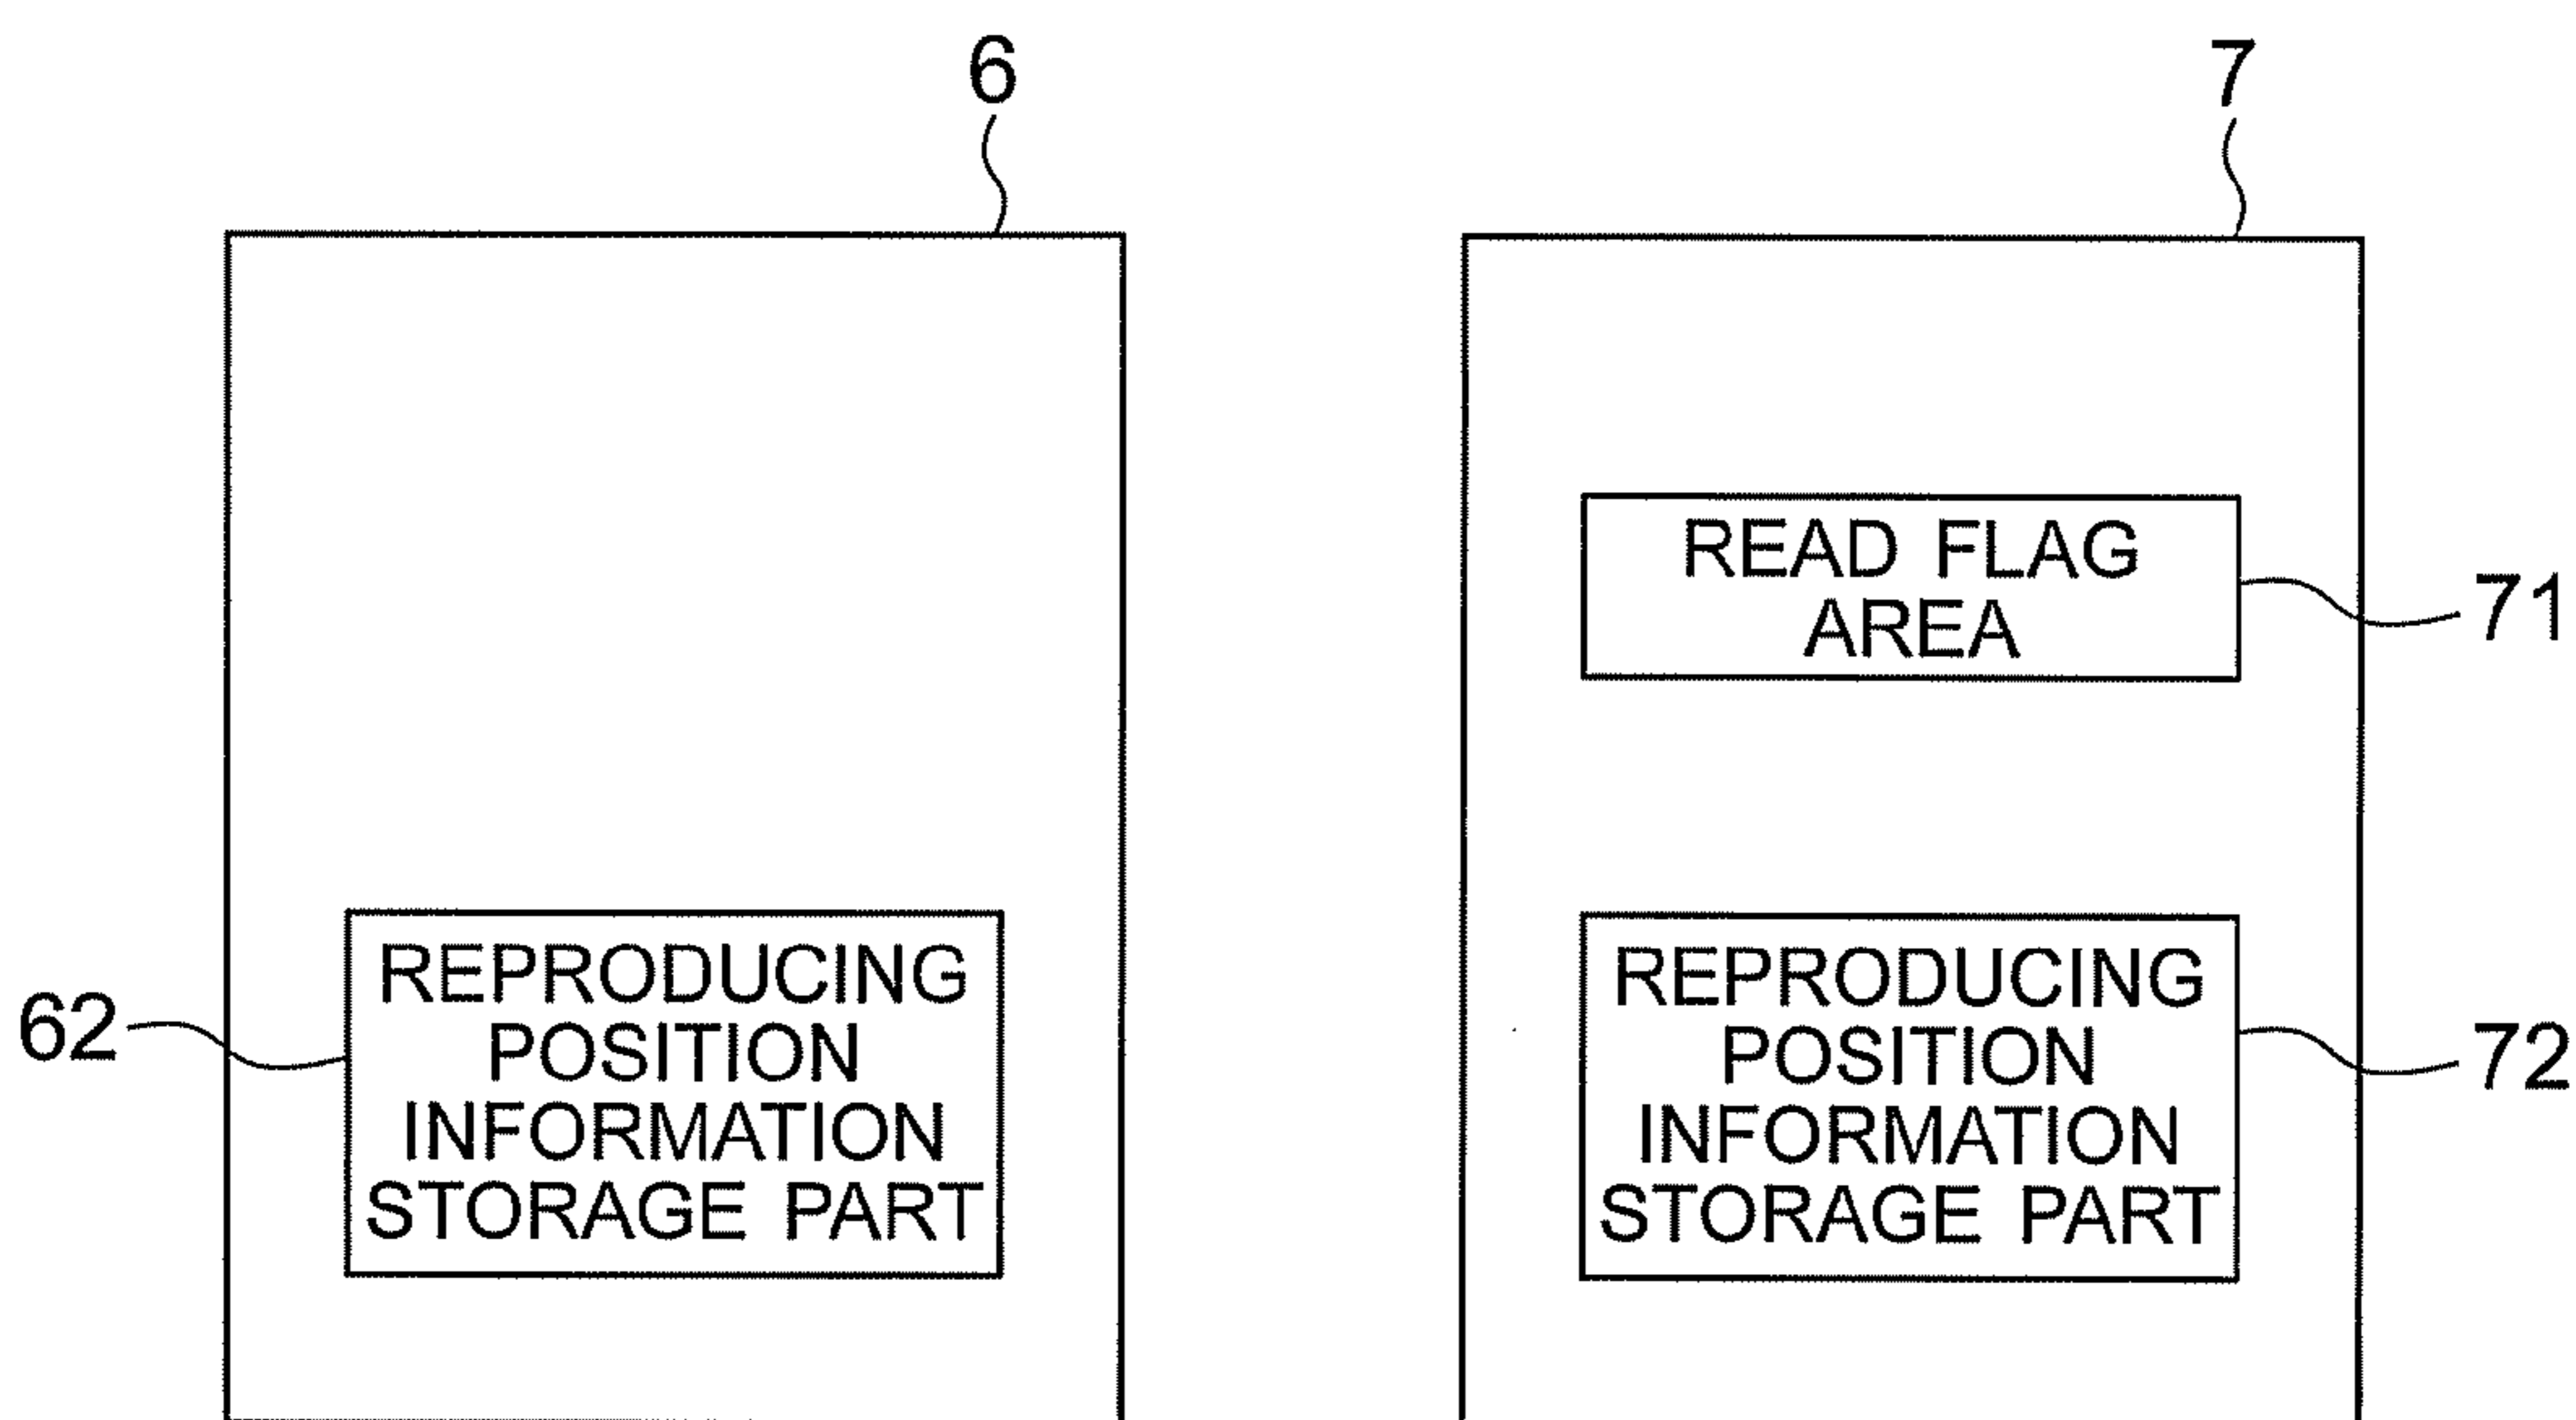 6
7
READ FLAG
AREA
71
REPRODUCING
POSITION
INFORMATION
STORAGE PART
62
REPRODUCING
POSITION
INFORMATION
STORAGE PART
72